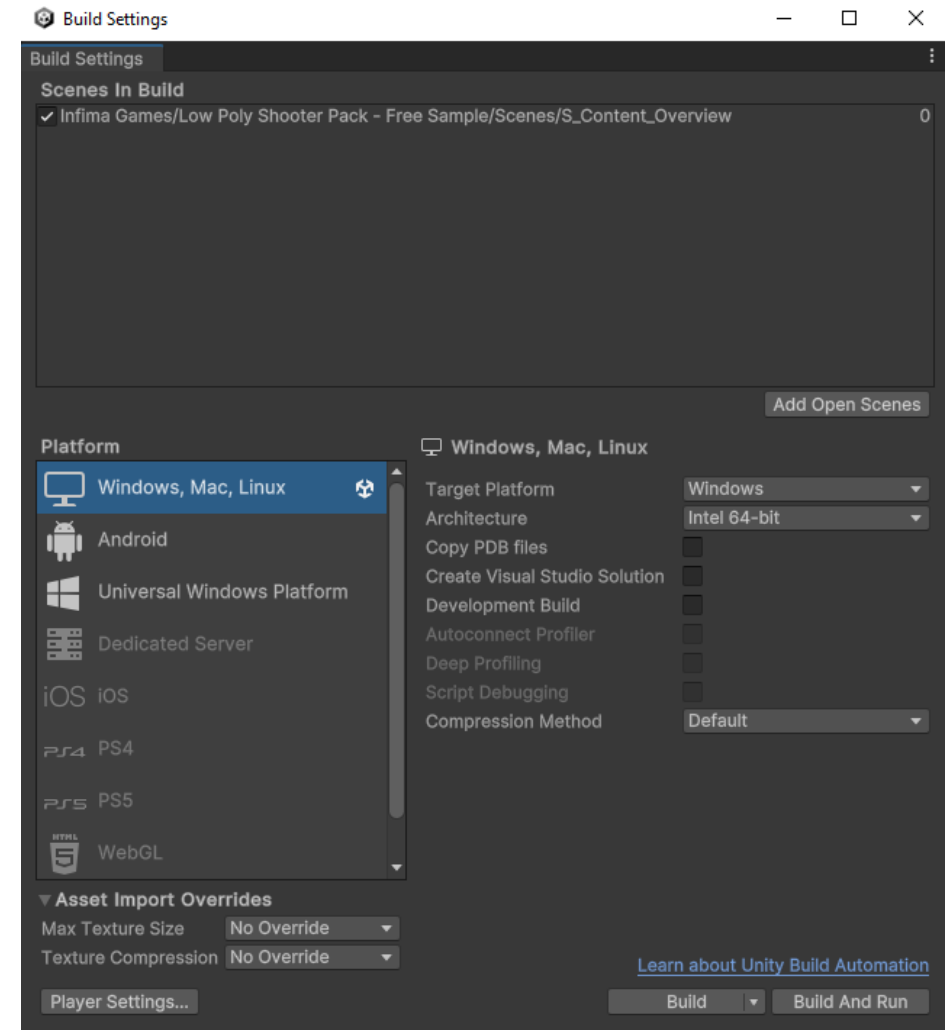 Build Settings
Build Settings
Scenes In Build
Infima Games/Low Poly Shooter Pack - Free Sample/Scenes/S_Content_Overview 0
Add Open Scenes
Platform
Windows, Mac, Linux
Android
Universal Windows Platform
Dedicated Server
iOS iOS
PS4 PS4
PS5 PS5
HTML
5 WebGL
Windows, Mac, Linux
Target Platform Windows
Architecture Intel 64-bit
Copy PDB files
Create Visual Studio Solution
Development Build
Autoconnect Profiler
Deep Profiling
Script Debugging
Compression Method Default
Asset Import Overrides
Max Texture Size No Override
Texture Compression No Override
Learn about Unity Build Automation
Player Settings... Build Build And Run